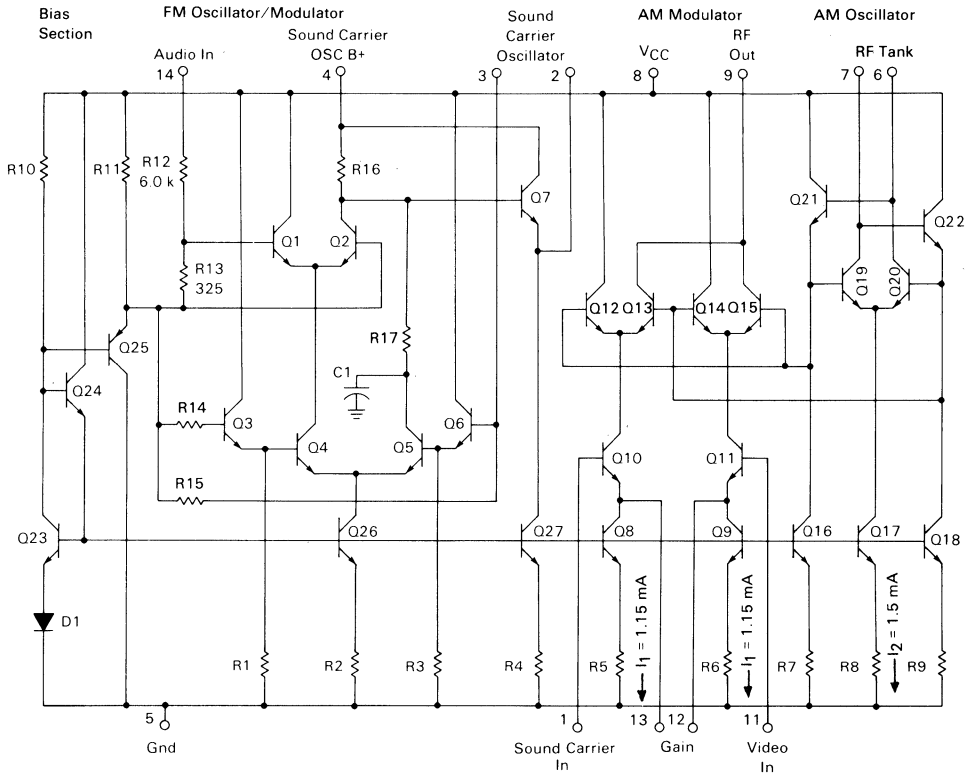 Bias
Section
FM Oscillator/Modulator
Sound Carrier
OSC B+
Audio In
14
4
3
Sound
Carrier
Oscillator
2
AM Modulator
VCC
8
RF
Out
9
AM Oscillator
RF Tank
7
6
R10
R11
R12
6.0 k
R16
Q7
Q21
Q22
Q1
Q2
R13
325
Q19
Q20
Q12
Q13
Q14
Q15
R17
Q25
C1
Q24
R14
Q3
Q4
Q5
Q6
Q10
Q11
R15
Q23
Q26
Q27
Q8
Q9
Q16
Q17
Q18
D1
I1 = 1.15 mA
I1 = 1.15 mA
I2 = 1.5 mA
R1
R2
R3
R4
R5
R6
R7
R8
R9
5
Gnd
1
13
12
11
Sound Carrier
In
Gain
Video
In